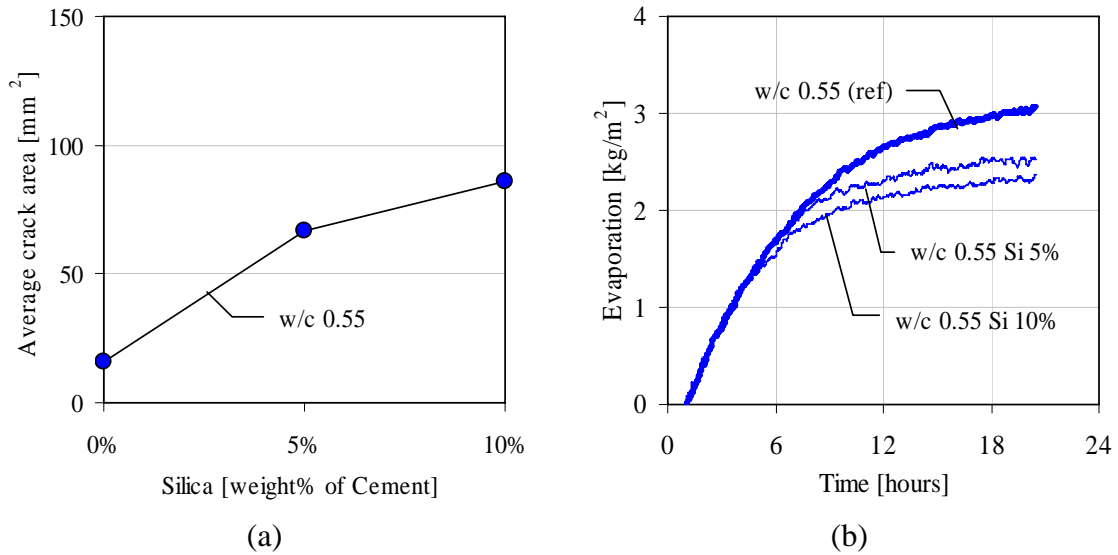 150
100
50
0
0%
5%
10%
Average crack area [mm²]
w/c 0.55
Silica [weight% of Cement]
(a)
4
3
2
1
0
0
6
12
18
24
Evaporation [kg/m²]
w/c 0.55 (ref)
w/c 0.55 Si 5%
w/c 0.55 Si 10%
Time [hours]
(b)